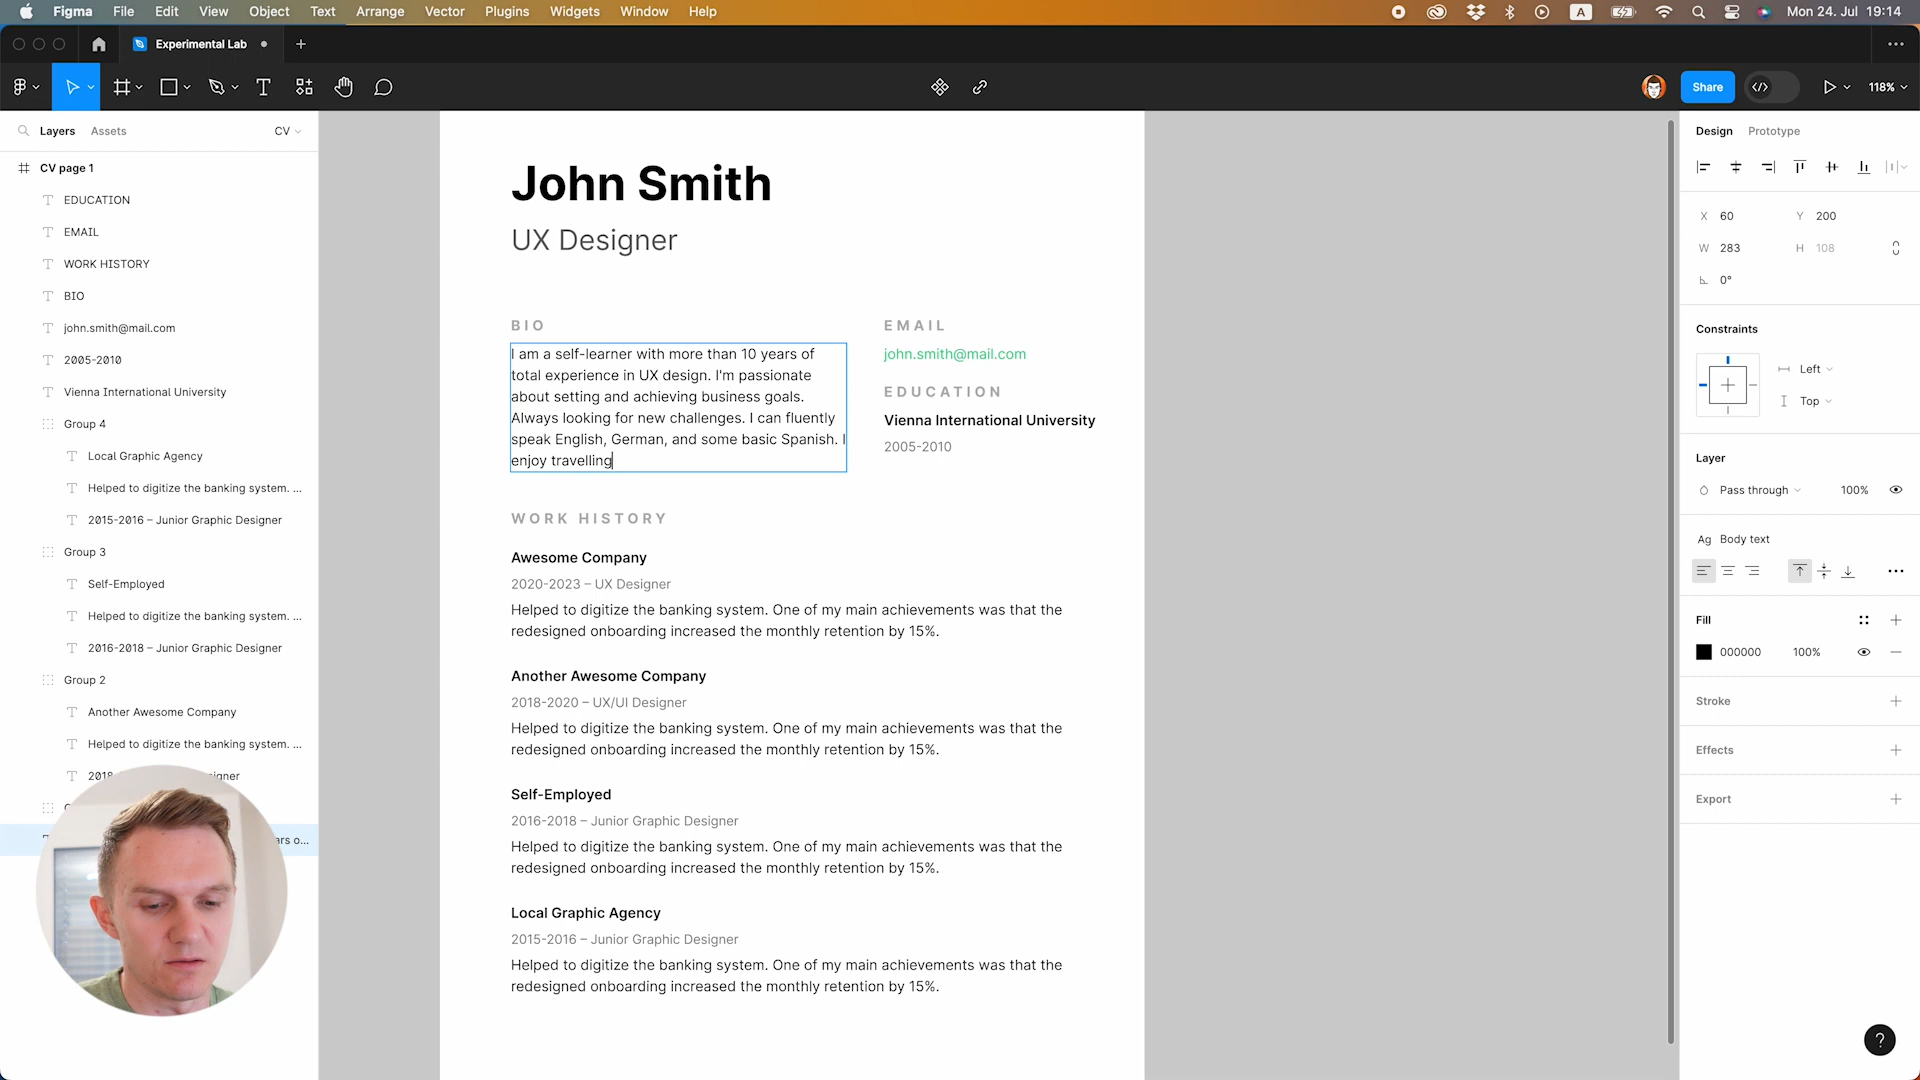 Figma File Edit View Object Text Arrange Vector Plugins Widgets Window Help
A Mon 24. Jul 19:14
Experimental Lab
Share 118%
Layers Assets CV
CV page 1
EDUCATION
EMAIL
WORK HISTORY
BIO
john.smith@mail.com
2005-2010
Vienna International University
Group 4
Local Graphic Agency
Helped to digitize the banking system. ...
2015-2016 – Junior Graphic Designer
Group 3
Self-Employed
Helped to digitize the banking system. ...
2016-2018 – Junior Graphic Designer
Group 2
Another Awesome Company
Helped to digitize the banking system. ...
John Smith
UX Designer
BIO
I am a self-learner with more than 10 years of
total experience in UX design. I'm passionate
about setting and achieving business goals.
Always looking for new challenges. I can fluently
speak English, German, and some basic Spanish. I
enjoy travelling
EMAIL
john.smith@mail.com
EDUCATION
Vienna International University
2005-2010
WORK HISTORY
Awesome Company
2020-2023 – UX Designer
Helped to digitize the banking system. One of my main achievements was that the
redesigned onboarding increased the monthly retention by 15%.
Another Awesome Company
2018-2020 – UX/UI Designer
Helped to digitize the banking system. One of my main achievements was that the
redesigned onboarding increased the monthly retention by 15%.
Self-Employed
2016-2018 – Junior Graphic Designer
Helped to digitize the banking system. One of my main achievements was that the
redesigned onboarding increased the monthly retention by 15%.
Local Graphic Agency
2015-2016 – Junior Graphic Designer
Helped to digitize the banking system. One of my main achievements was that the
redesigned onboarding increased the monthly retention by 15%.
Design Prototype
X 60 Y 200
W 283 H 108
0°
Constraints
Left
Top
Layer
Pass through 100%
Ag Body text
Fill
000000 100%
Stroke
Effects
Export
?